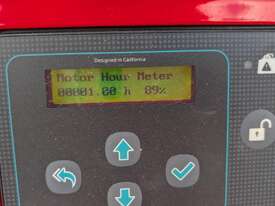 Designed in California
Motor Hour Meter
00001.00 h 89%